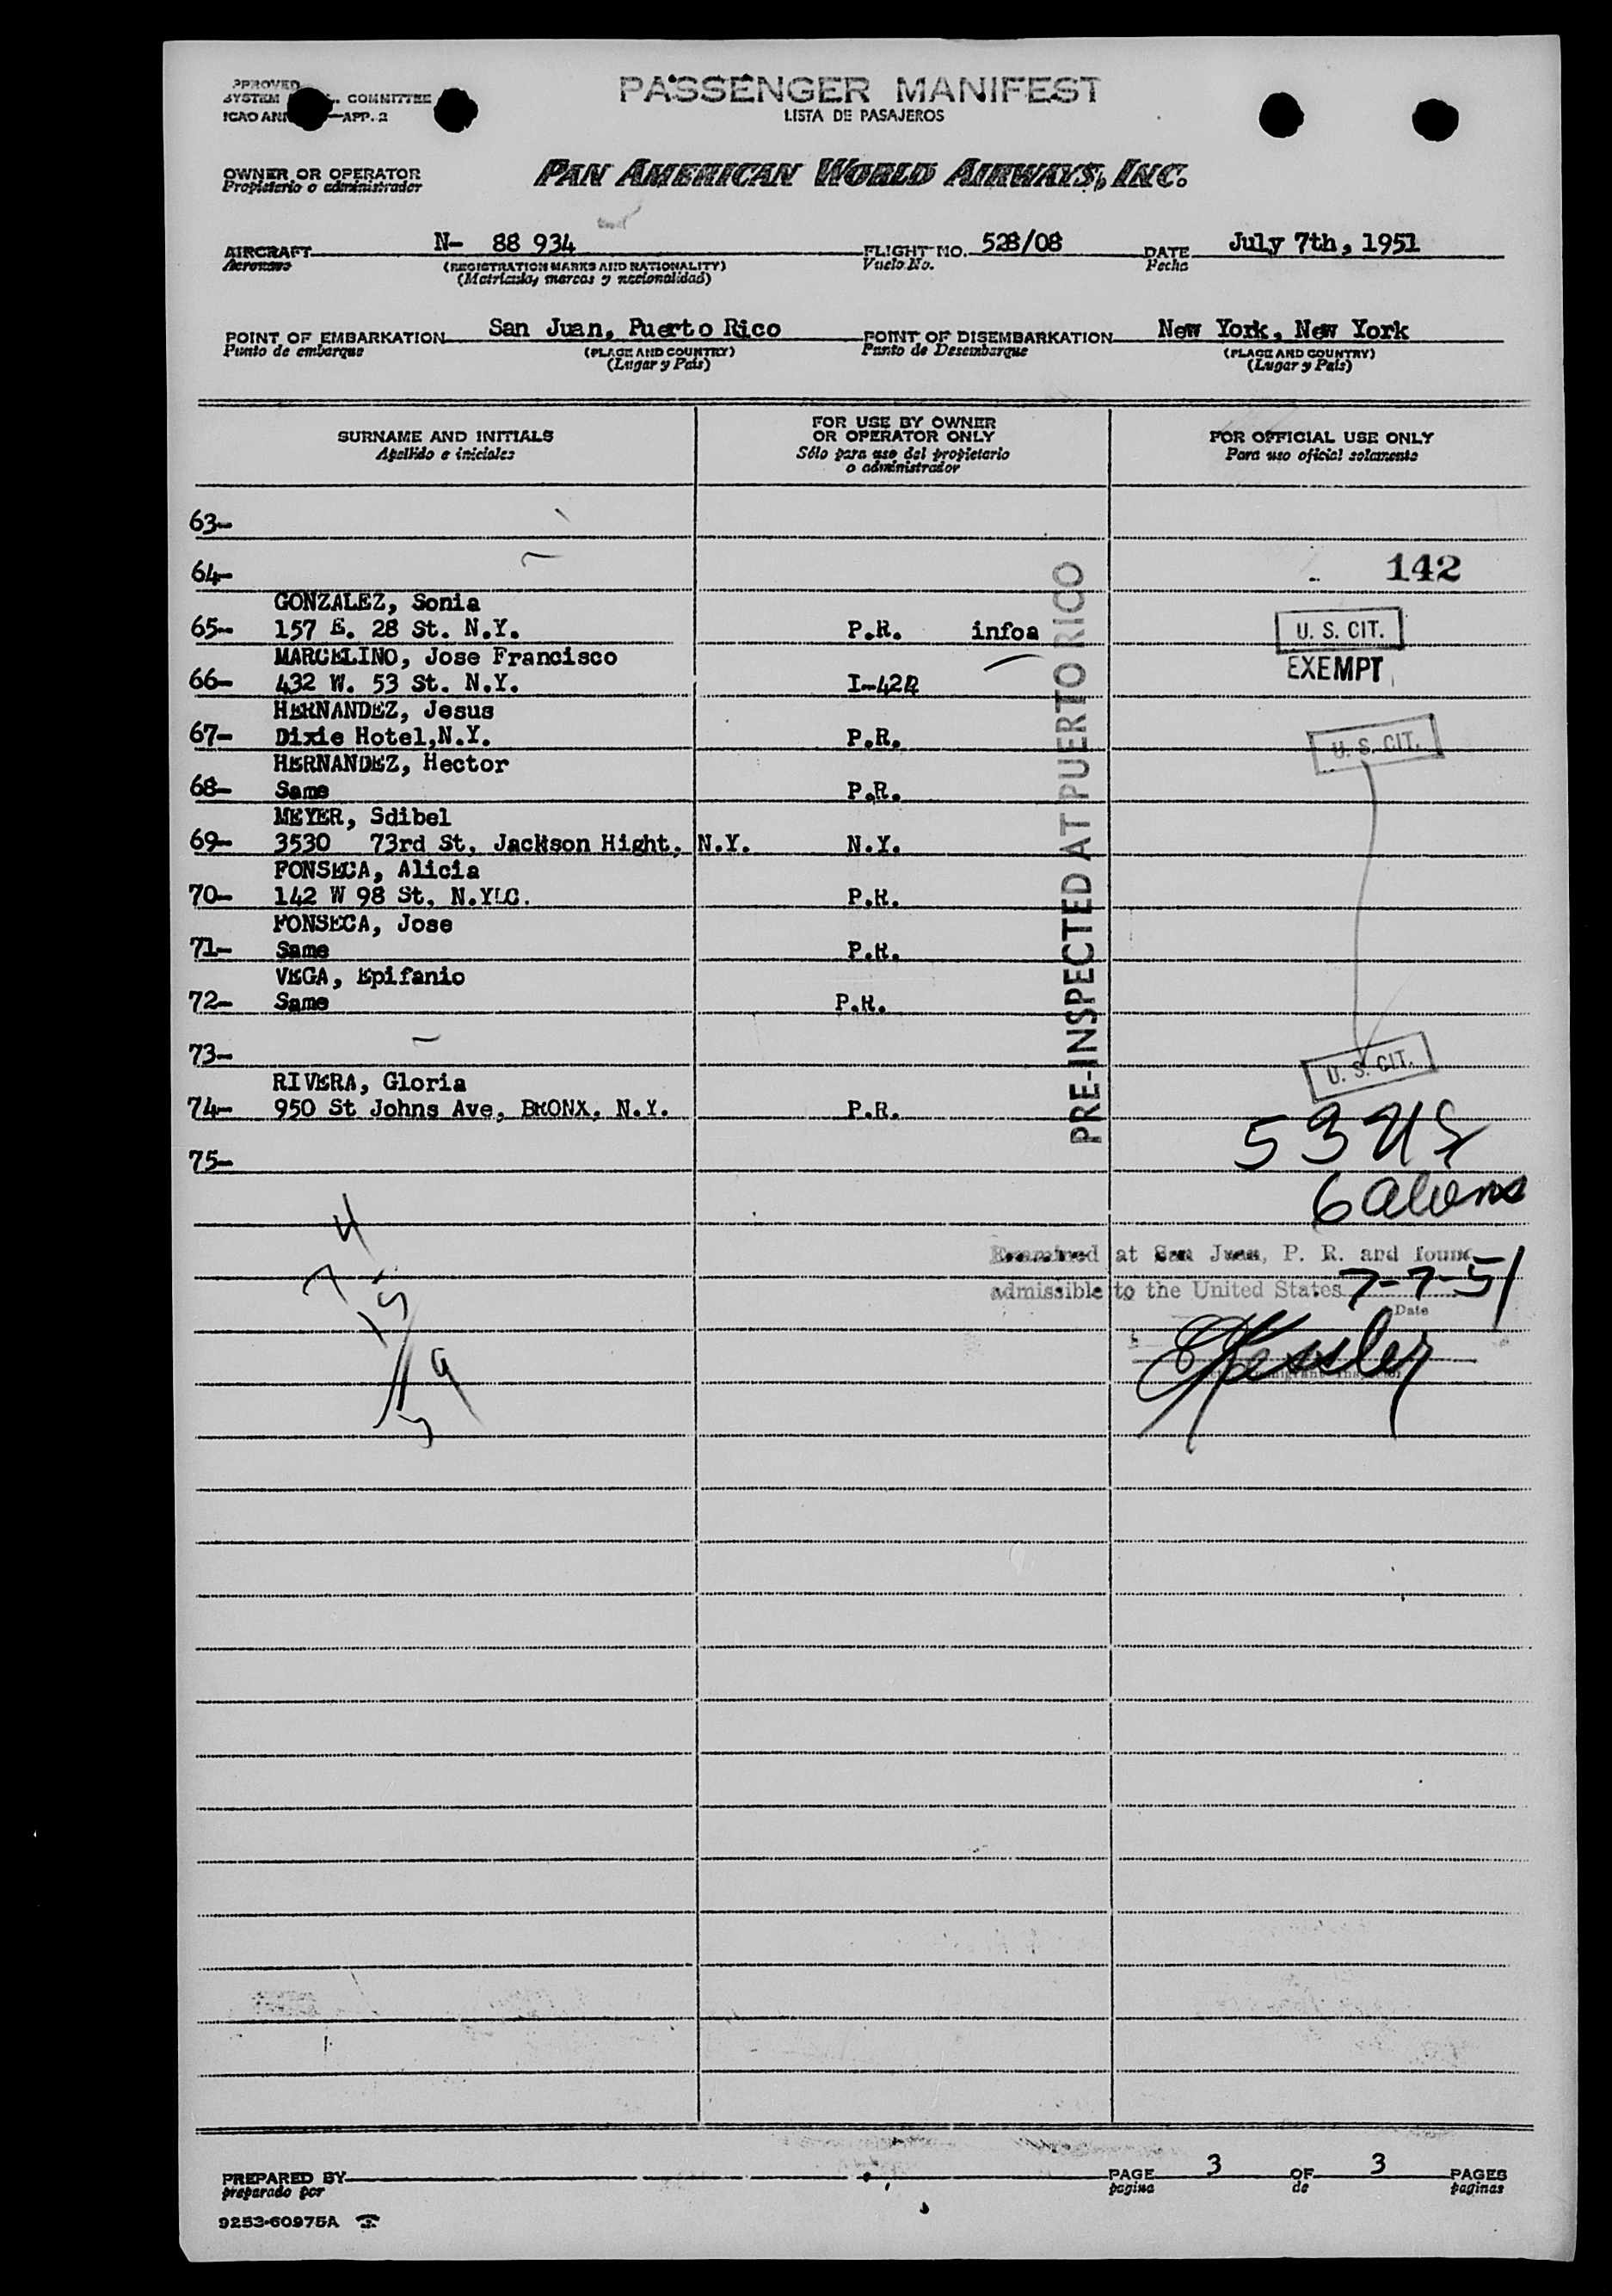 PPROVED
SYSTEM COMMITTEE
ICAO APP. 2
PASSENGER MANIFEST
LISTA DE PASAJEROS
OWNER OR OPERATOR
Propietario o administrador
PAN AMERICAN WORLD AIRWAYS, INC.
AIRCRAFT N- 88 934 FLIGHT NO. 528/08 DATE July 7th, 1951
Aeronave (REGISTRATION MARKS AND NATIONALITY) Vuelo No. Fecha
(Matricula, marcas y nacionalidad)
POINT OF EMBARKATION San Juan, Puerto Rico POINT OF DISEMBARKATION New York, New York
Punto de embarque (PLACE AND COUNTRY) Punto de Desembarque (PLACE AND COUNTRY)
(Lugar y País) (Lugar y País)
SURNAME AND INITIALS
Apellido e iniciales
FOR USE BY OWNER
OR OPERATOR ONLY
Sólo para uso del propietario
o administrador
FOR OFFICIAL USE ONLY
Para uso oficial solamente
63-
64- 142
GONZALEZ, Sonia
65- 157 E. 28 St. N.Y. P.R. infoa U. S. CIT.
MARCELINO, Jose Francisco EXEMPT
66- 432 W. 53 St. N.Y.
HERNANDEZ, Jesus
67- Dixie Hotel,N.Y. P.R. U. S. CIT.
HERNANDEZ, Hector
68- Same P.R.
MEYER, Sdibel
69- 3530 73rd St, Jackson Hight, N.Y. N.Y.
FONSECA, Alicia
70- 142 W 98 St, N.Y.C. P.R.
FONSECA, Jose
71- Same P.R.
VEGA, Epifanio
72- Same P.R.
73- U. S. CIT.
RIVERA, Gloria
74- 950 St Johns Ave, BRONX, N.Y. P.R.
75-
PRE-INSPECTED AT PUERTO RICO
53 US
6 aliens
Examined at San Juan, P. R. and found
admissible to the United States 7-7-51
Date
Kessler
PREPARED BY PAGE 3 OF 3 PAGES
preparado por pagina de paginas
9253-60975A